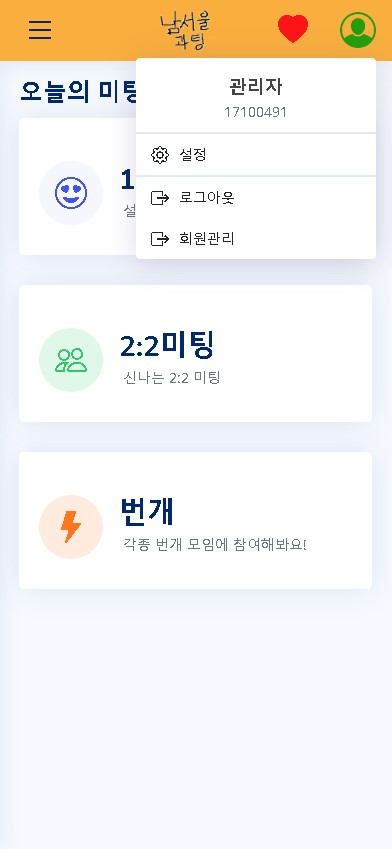 남서울
과팅
오늘의 미팅
관리자
17100491
설정
로그아웃
회원관리
1
설
2:2미팅
신나는 2:2 미팅
번개
각종 번개 모임에 참여해봐요!